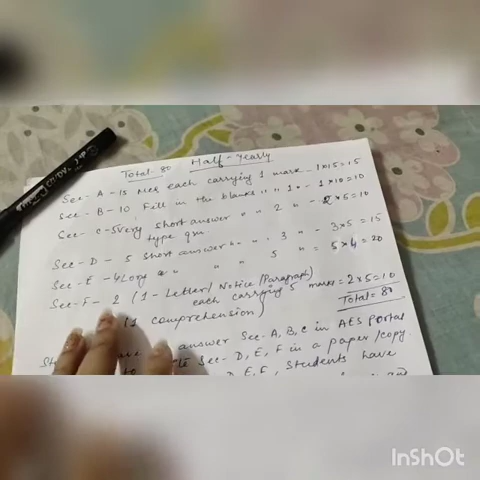 Total 80 Half-yearly
Sec-A-15 MCQ each carrying 1 mark-1×15=15
Sec-B-10 Fill in the blanks " " 1 " - 1×10=10
Sec-C-5 very short answer " " 2 " = 2×5=10
type qn.
Sec-D-5 short answer " " 3 " = 3×5=15
Sec-E-4 Long " " 5 " = 5×4=20
Sec-F-2 (1-Letter/Notice/Paragraph)
each carrying 5 marks=2×5=10
(1 comprehension) Total=80
answer Sec-A,B,C in AES Portal
Sec-D,E,F in a paper/copy.
D,E,F, Students have
and
InShOt